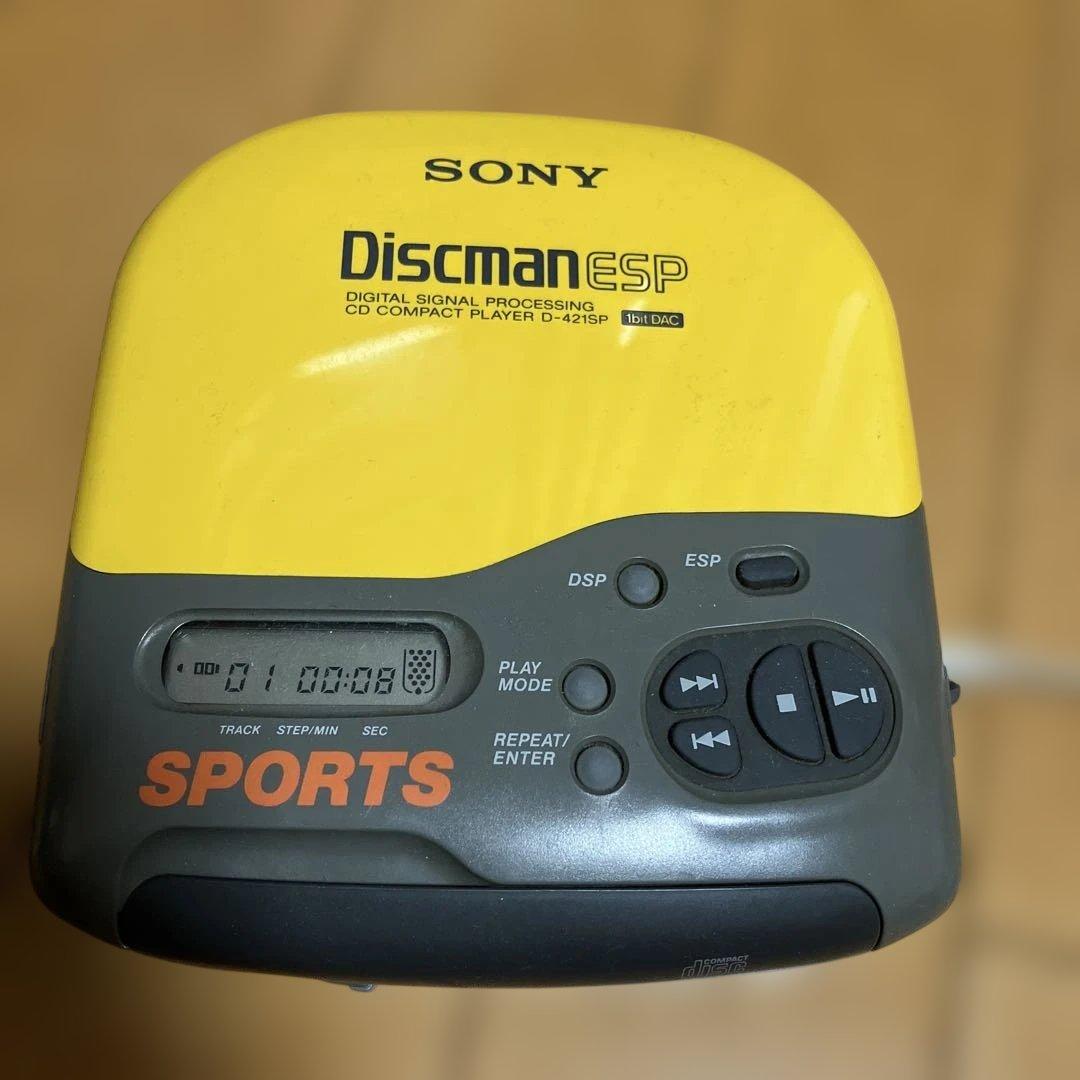 SONY
Discman ESP
DIGITAL SIGNAL PROCESSING
CD COMPACT PLAYER D-421SP 1bit DAC
DSP
ESP
01 00:08
PLAY
MODE
TRACK STEP/MIN SEC
REPEAT/
ENTER
SPORTS
COMPACT
disc